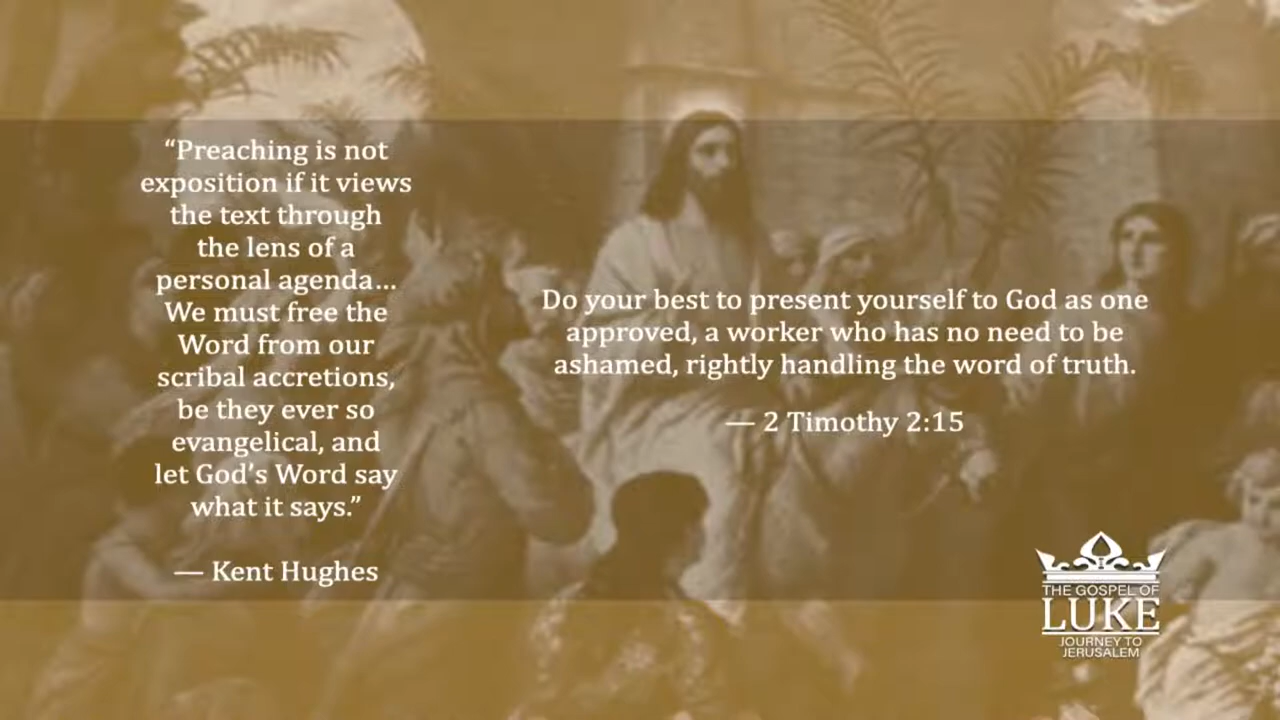 “Preaching is not
exposition if it views
the text through
the lens of a
personal agenda...
We must free the
Word from our
scribal accretions,
be they ever so
evangelical, and
let God’s Word say
what it says.”
— Kent Hughes
Do your best to present yourself to God as one
approved, a worker who has no need to be
ashamed, rightly handling the word of truth.
— 2 Timothy 2:15
THE GOSPEL OF
LUKE
JOURNEY TO
JERUSALEM